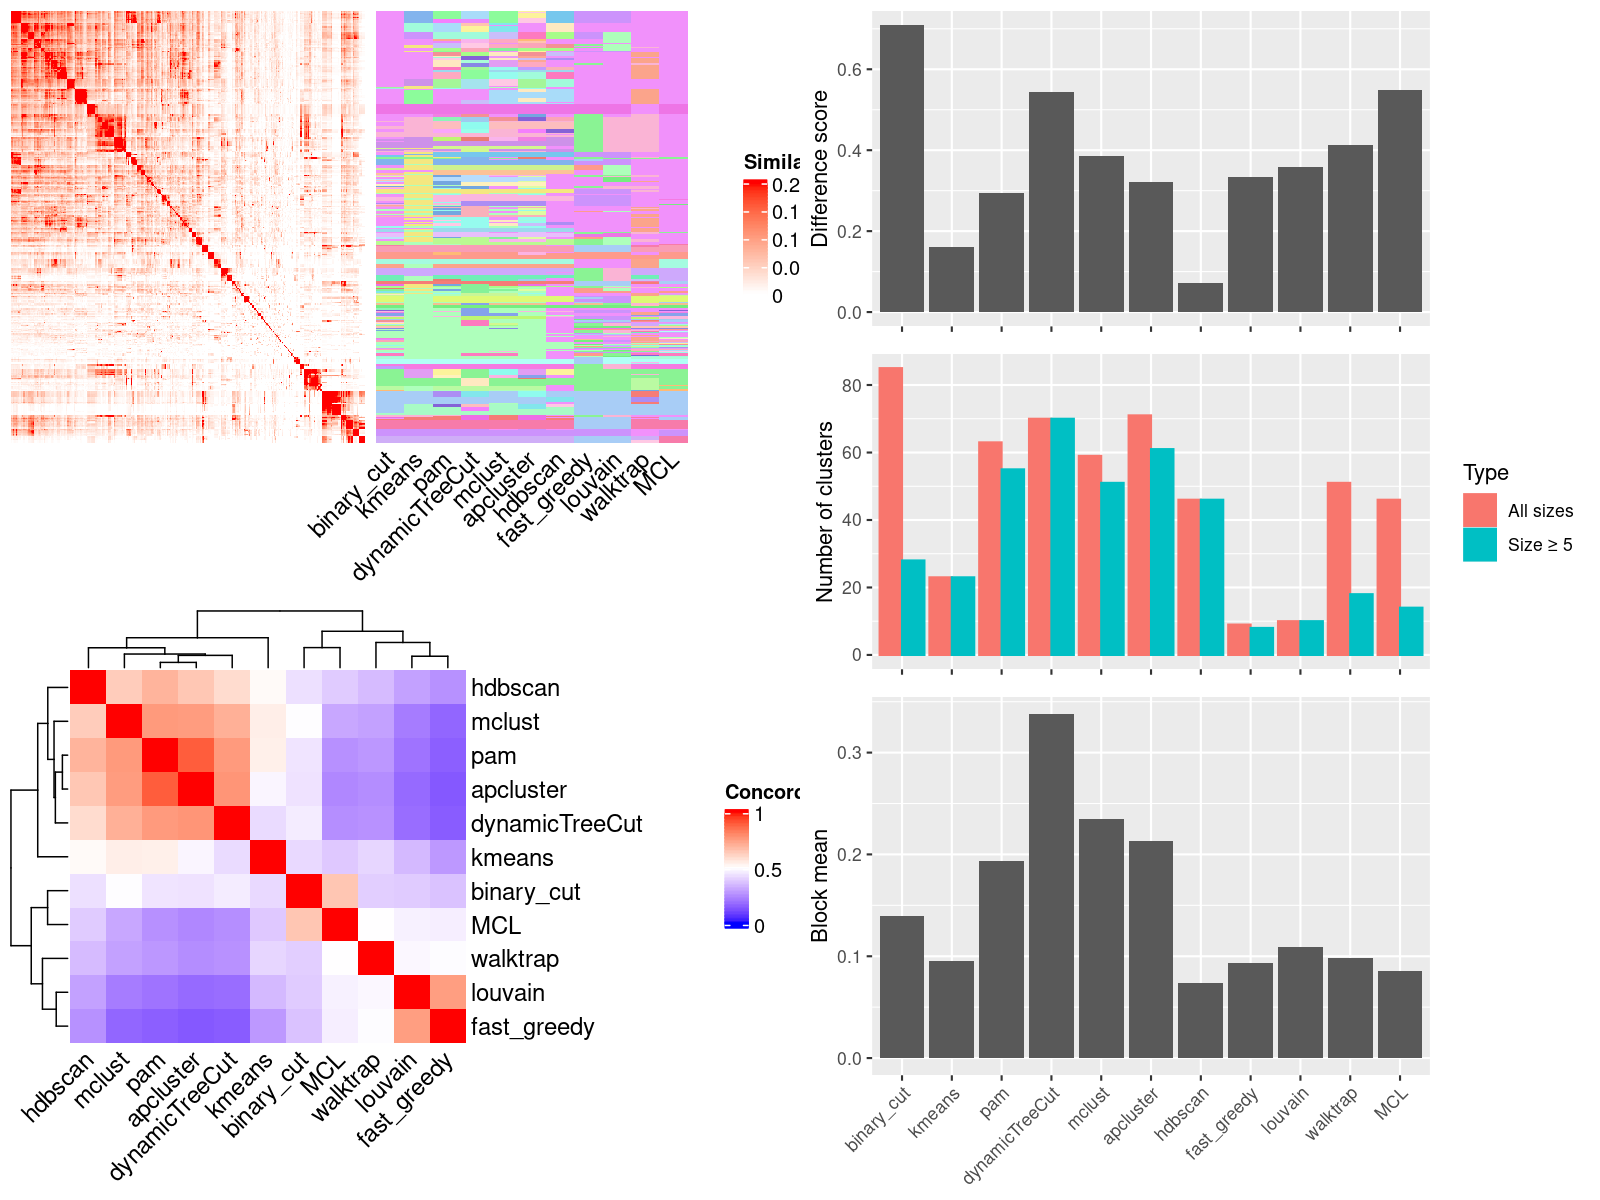 Simila
0.2
0.1
0.1
0.0
0
binary_cut
kmeans
pam
dynamicTreeCut
mclust
apcluster
hdbscan
fast_greedy
louvain
walktrap
MCL
hdbscan
mclust
pam
apcluster
dynamicTreeCut
kmeans
binary_cut
MCL
walktrap
louvain
fast_greedy
hdbscan
mclust
pam
apcluster
dynamicTreeCut
kmeans
binary_cut
MCL
walktrap
louvain
fast_greedy
Concord
1
0.5
0
Difference score
0.6
0.4
0.2
0.0
Number of clusters
80
60
40
20
0
Type
All sizes
Size ≥ 5
Block mean
0.3
0.2
0.1
0.0
binary_cut
kmeans
pam
dynamicTreeCut
mclust
apcluster
hdbscan
fast_greedy
louvain
walktrap
MCL